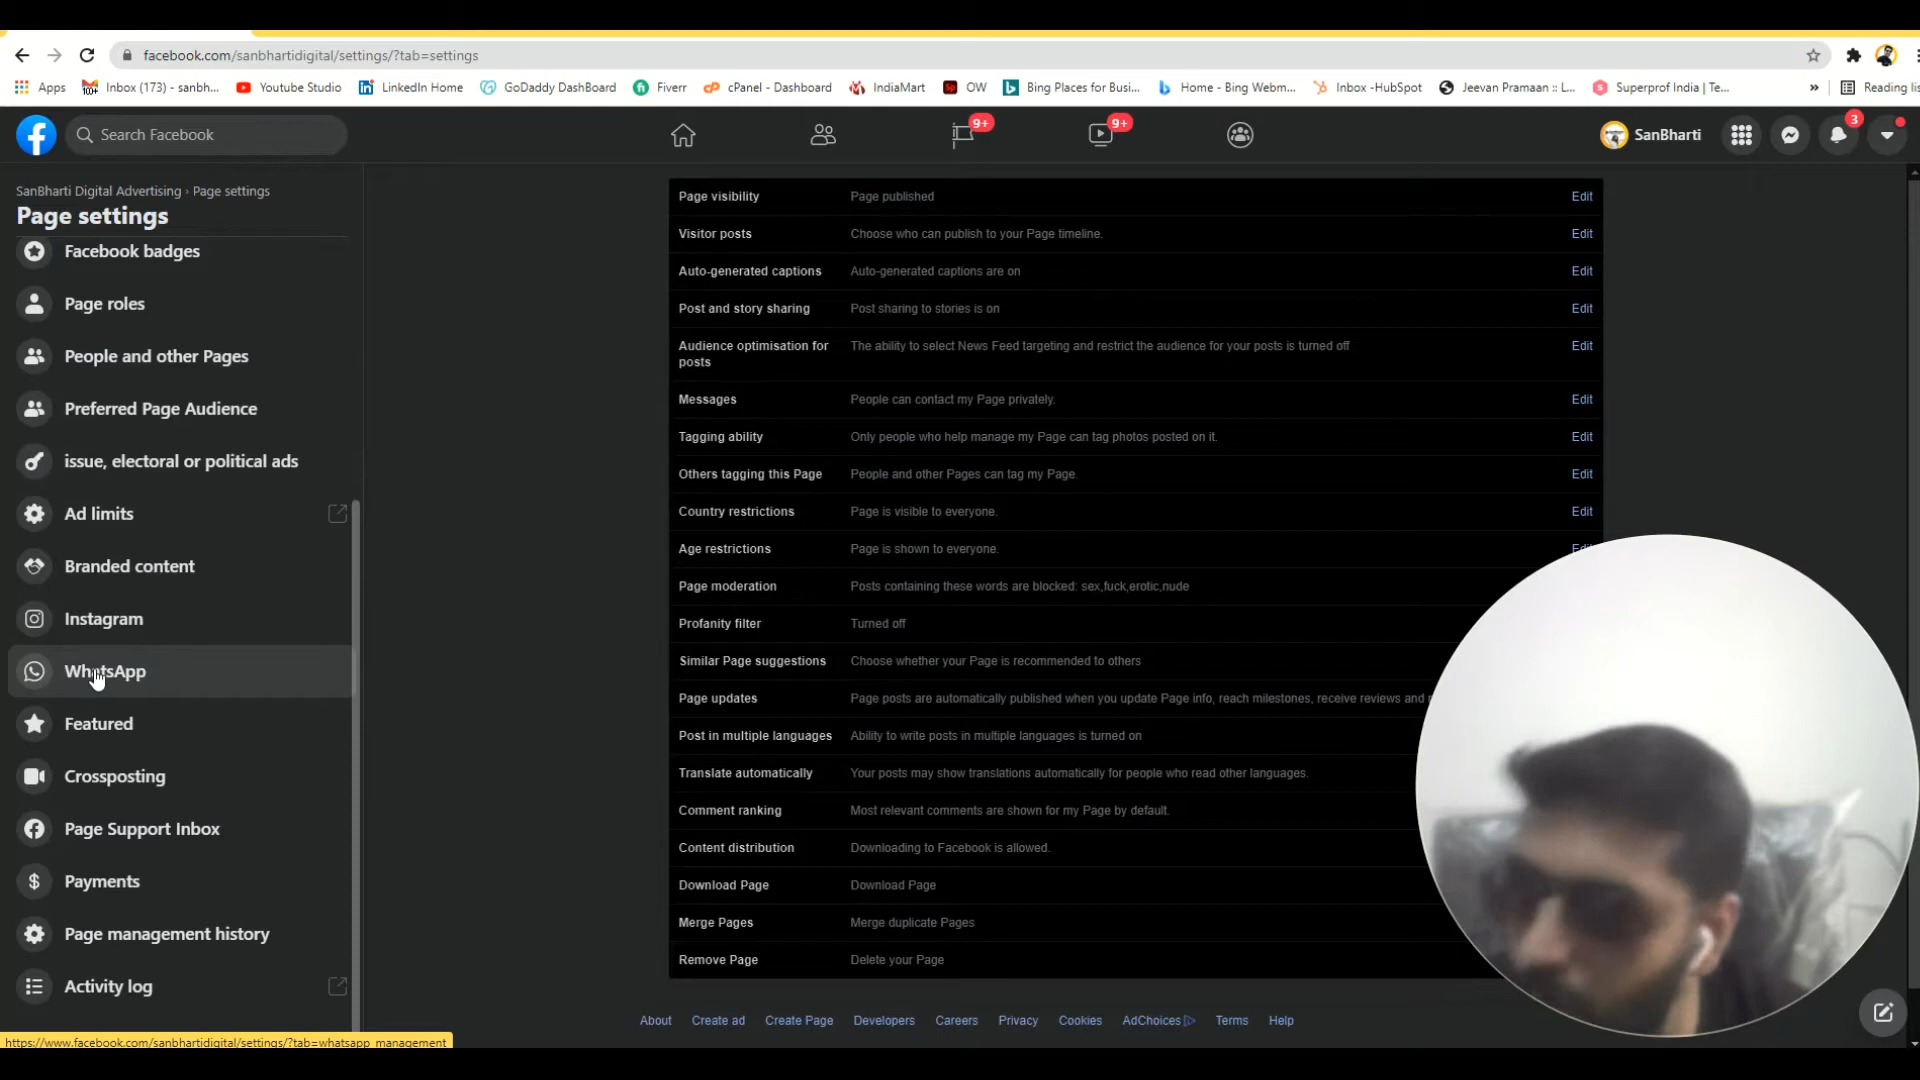 facebook.com/sanbhartidigital/settings/?tab=settings
Apps
Inbox (173) - sanbh...
Youtube Studio
LinkedIn Home
GoDaddy DashBoard
Fiverr
cPanel - Dashboard
IndiaMart
OW
Bing Places for Busi...
Home - Bing Webm...
Inbox -HubSpot
Jeevan Pramaan :: L...
Superprof India | Te...
»
Reading lis
Search Facebook
9+
9+
SanBharti
3
SanBharti Digital Advertising › Page settings
Page settings
Facebook badges
Page roles
People and other Pages
Preferred Page Audience
issue, electoral or political ads
Ad limits
Branded content
Instagram
WhatsApp
Featured
Crossposting
Page Support Inbox
Payments
Page management history
Activity log
Page visibility Page published Edit
Visitor posts Choose who can publish to your Page timeline. Edit
Auto-generated captions Auto-generated captions are on Edit
Post and story sharing Post sharing to stories is on Edit
Audience optimisation for The ability to select News Feed targeting and restrict the audience for your posts is turned off Edit
posts
Messages People can contact my Page privately. Edit
Tagging ability Only people who help manage my Page can tag photos posted on it. Edit
Others tagging this Page People and other Pages can tag my Page. Edit
Country restrictions Page is visible to everyone. Edit
Age restrictions Page is shown to everyone. Edit
Page moderation Posts containing these words are blocked: sex,fuck,erotic,nude
Profanity filter Turned off
Similar Page suggestions Choose whether your Page is recommended to others
Page updates Page posts are automatically published when you update Page info, reach milestones, receive reviews and
Post in multiple languages Ability to write posts in multiple languages is turned on
Translate automatically Your posts may show translations automatically for people who read other languages.
Comment ranking Most relevant comments are shown for my Page by default.
Content distribution Downloading to Facebook is allowed.
Download Page Download Page
Merge Pages Merge duplicate Pages
Remove Page Delete your Page
About Create ad Create Page Developers Careers Privacy Cookies AdChoices Terms Help
https://www.facebook.com/sanbhartidigital/settings/?tab=whatsapp_management